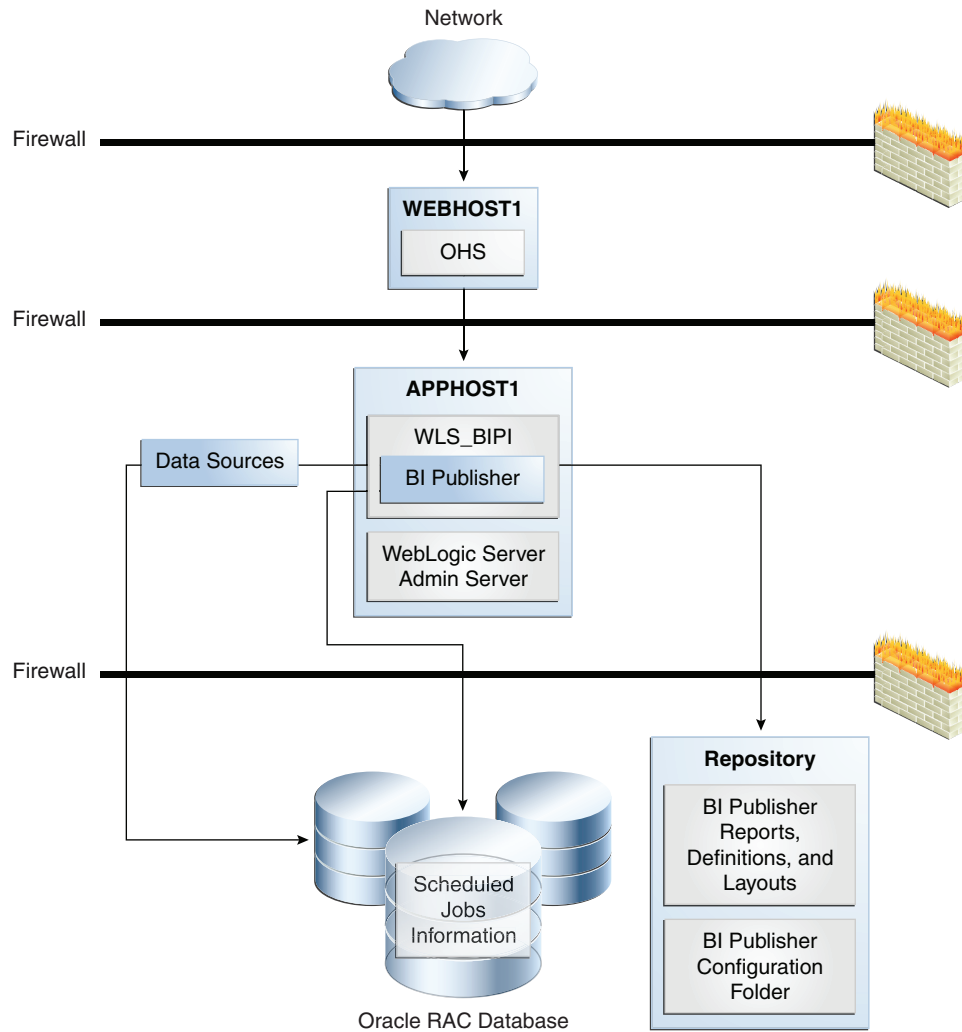 Network
Firewall
WEBHOST1
OHS
Firewall
APPHOST1
WLS_BIPI
Data Sources
BI Publisher
WebLogic Server
Admin Server
Firewall
Repository
BI Publisher
Reports,
Definitions, and
Layouts
Scheduled
Jobs
Information
BI Publisher
Configuration
Folder
Oracle RAC Database